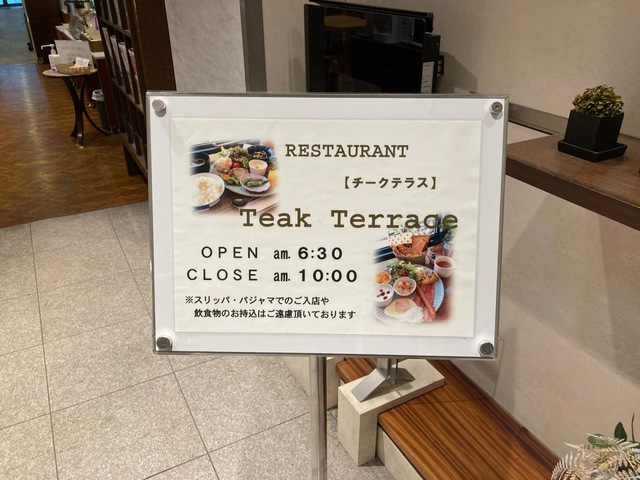 RESTAURANT
【チークテラス】
Teak Terrace
OPEN am. 6:30
CLOSE am. 10:00
※スリッパ・パジャマでのご入店や
飲食物のお持込はご遠慮頂いております